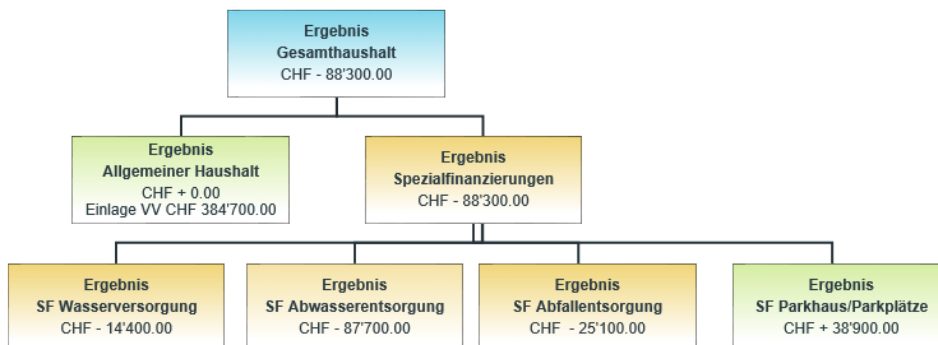 Ergebnis
Gesamthaushalt
CHF - 88'300.00
Ergebnis
Allgemeiner Haushalt
CHF + 0.00
Einlage VV CHF 384'700.00
Ergebnis
Spezialfinanzierungen
CHF - 88'300.00
Ergebnis
SF Wasserversorgung
CHF - 14'400.00
Ergebnis
SF Abwasserentsorgung
CHF - 87'700.00
Ergebnis
SF Abfallentsorgung
CHF - 25'100.00
Ergebnis
SF Parkhaus/Parkplätze
CHF + 38'900.00